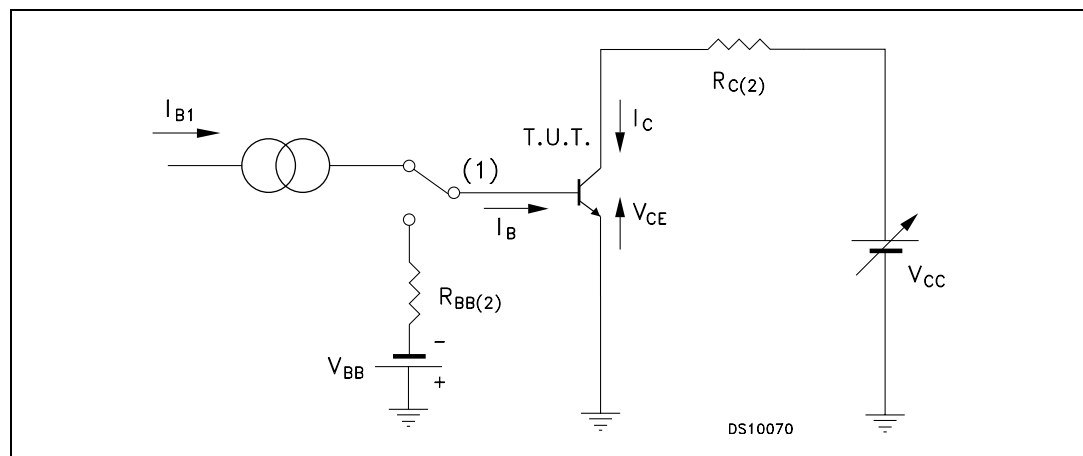 R_C(2)
I_B1
I_C
T.U.T.
(1)
I_B
V_CE
V_CC
R_BB(2)
-
V_BB
+
DS10070